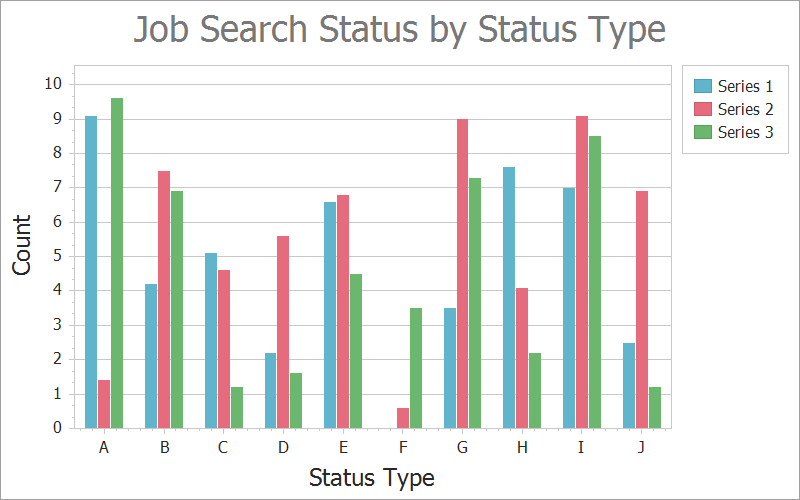 Job Search Status by Status Type
Series 1
Series 2
Series 3
Count
10
9
8
7
6
5
4
3
2
1
0
A B C D E F G H I J
Status Type